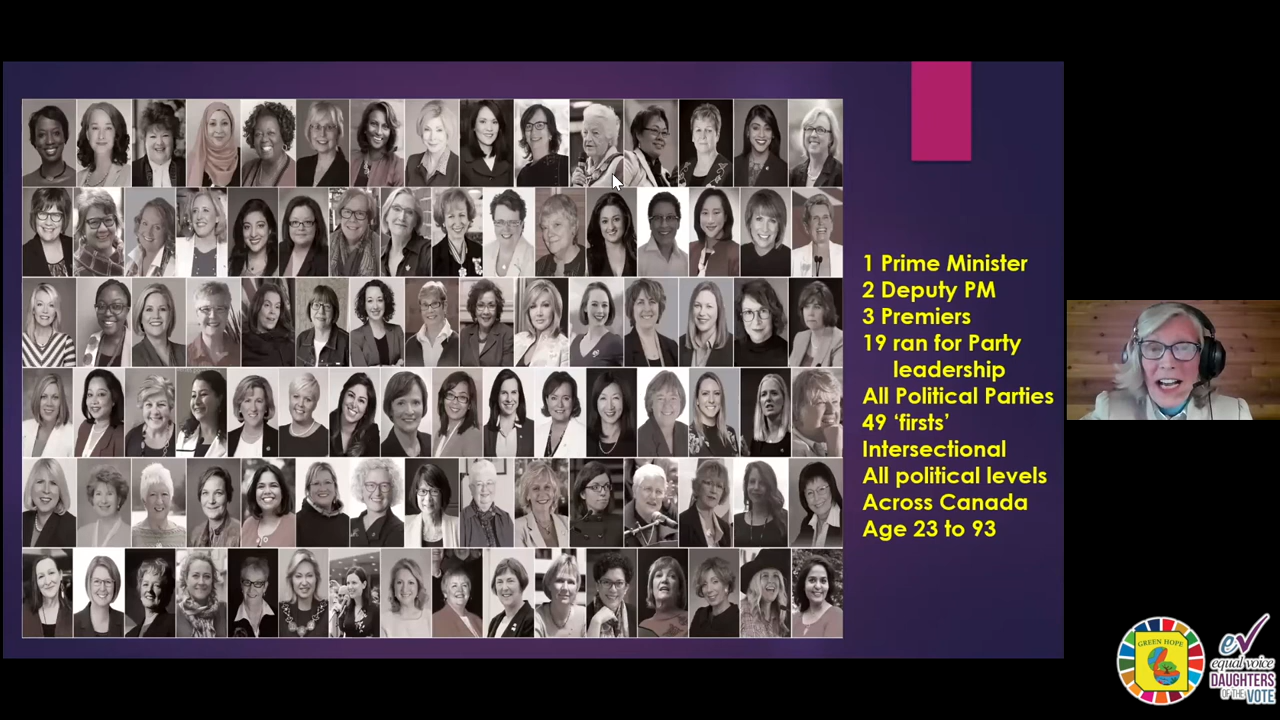 1 Prime Minister
2 Deputy PM
3 Premiers
19 ran for Party
leadership
All Political Parties
49 ‘firsts’
Intersectional
All political levels
Across Canada
Age 23 to 93
GREEN HOPE
ev
equal voice
DAUGHTERS
OF THE VOTE